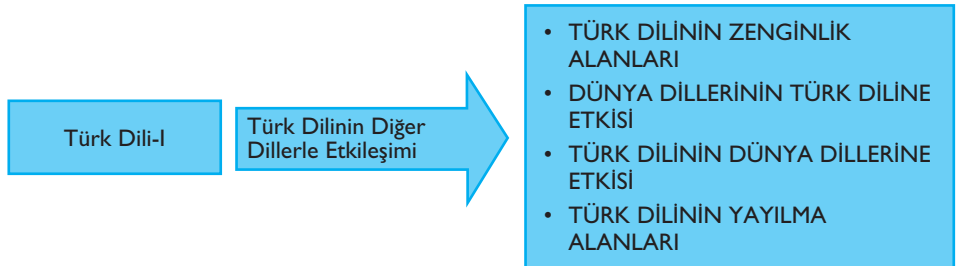 Türk Dili-I
Türk Dilinin Diğer
Dillerle Etkileşimi
• TÜRK DİLİNİN ZENGİNLİK
ALANLARI
• DÜNYA DİLLERİNİN TÜRK DİLİNE
ETKİSİ
• TÜRK DİLİNİN DÜNYA DİLLERİNE
ETKİSİ
• TÜRK DİLİNİN YAYILMA
ALANLARI